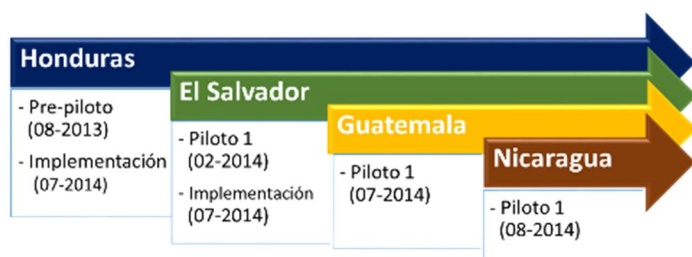 Honduras
- Pre-piloto
(08-2013)
- Implementación
(07-2014)
El Salvador
- Piloto 1
(02-2014)
- Implementación
(07-2014)
Guatemala
- Piloto 1
(07-2014)
Nicaragua
- Piloto 1
(08-2014)